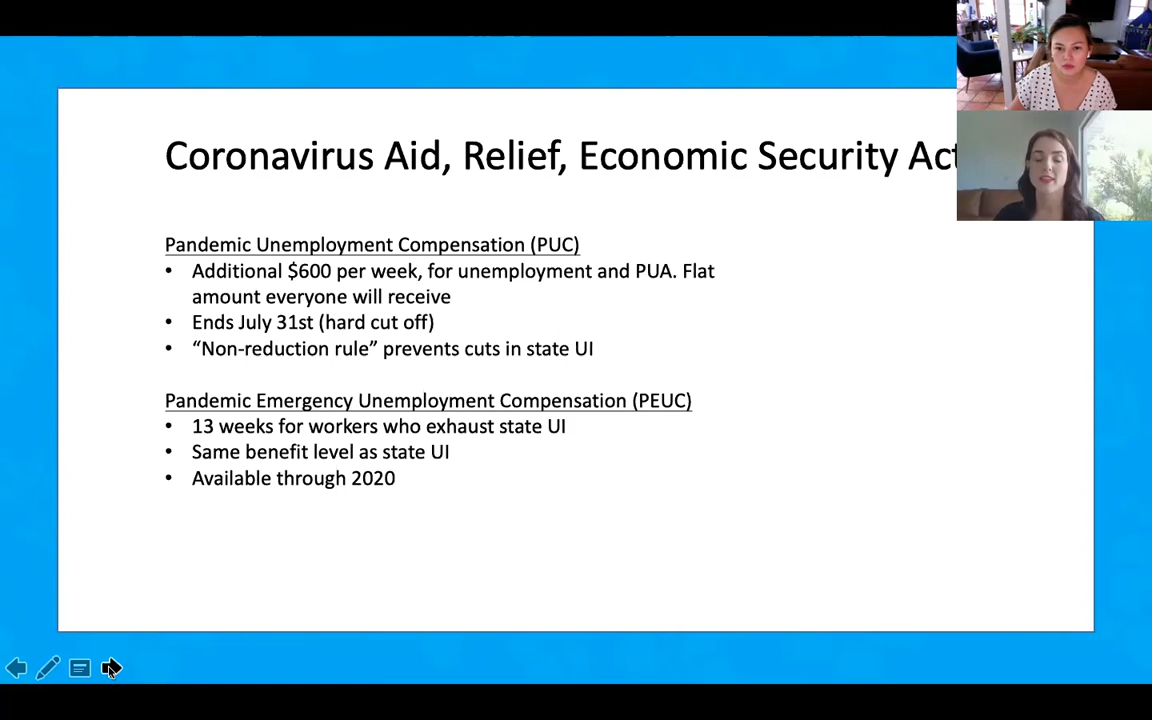 Coronavirus Aid, Relief, Economic Security Act
Pandemic Unemployment Compensation (PUC)
• Additional $600 per week, for unemployment and PUA. Flat
amount everyone will receive
• Ends July 31st (hard cut off)
• “Non-reduction rule” prevents cuts in state UI
Pandemic Emergency Unemployment Compensation (PEUC)
• 13 weeks for workers who exhaust state UI
• Same benefit level as state UI
• Available through 2020